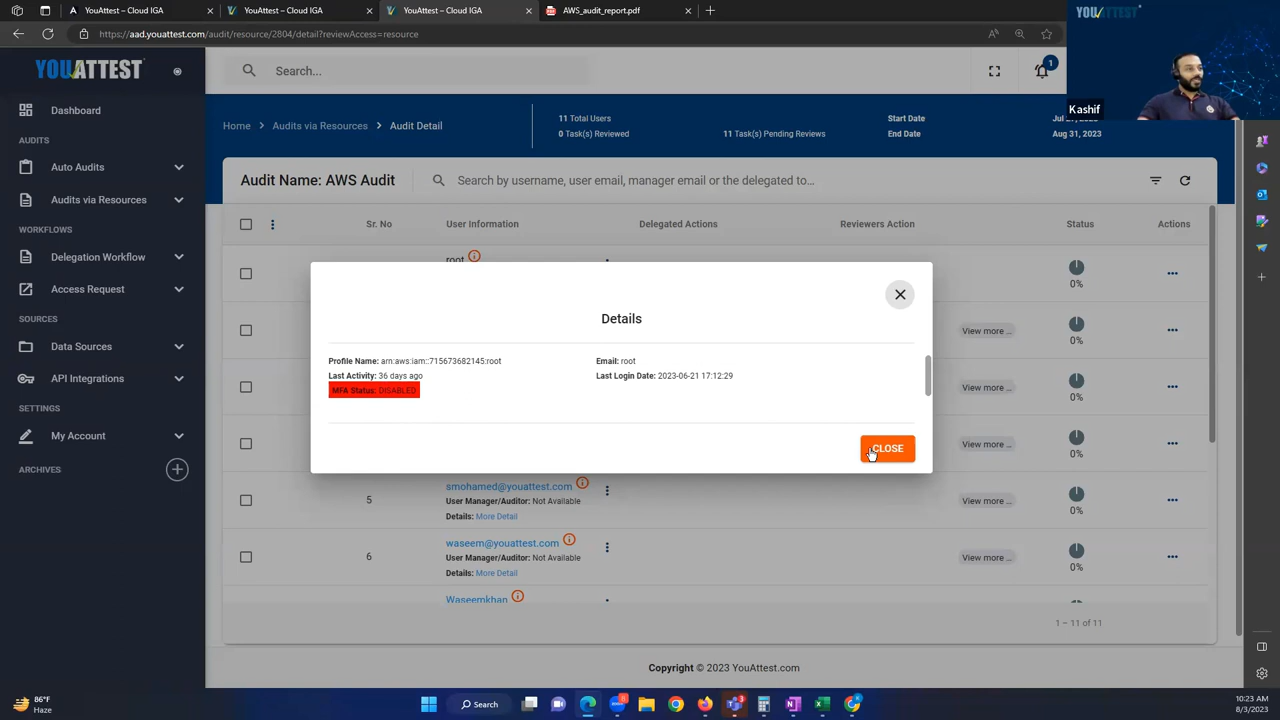 YouAttest – Cloud IGA
YouAttest – Cloud IGA
YouAttest – Cloud IGA
AWS_audit_report.pdf
https://aad.youattest.com/audit/resource/2804/detail?reviewAccess=resource
YOUATTEST
YOUATTEST
Search...
1
Kashif
Dashboard
AUDITS
Auto Audits
Audits via Resources
WORKFLOWS
Delegation Workflow
Access Request
SOURCES
Data Sources
API Integrations
SETTINGS
My Account
ARCHIVES
Home > Audits via Resources > Audit Detail
11 Total Users
0 Task(s) Reviewed
11 Task(s) Pending Reviews
Start Date
End Date
Aug 31, 2023
Audit Name: AWS Audit
Search by username, user email, manager email or the delegated to...
Sr. No User Information Delegated Actions Reviewers Action Status Actions
root
0%
Details
Profile Name: arn:aws:iam::715673682145:root
Email: root
Last Activity: 36 days ago
Last Login Date: 2023-06-21 17:12:29
MFA Status: DISABLED
CLOSE
View more ...
0%
View more ...
0%
View more ...
0%
5
smohamed@youattest.com
User Manager/Auditor: Not Available
Details: More Detail
View more ...
0%
6
waseem@youattest.com
User Manager/Auditor: Not Available
Details: More Detail
View more ...
0%
Waseemkhan
1 – 11 of 11
Copyright © 2023 YouAttest.com
86°F
Haze
Search
10:23 AM
8/3/2023